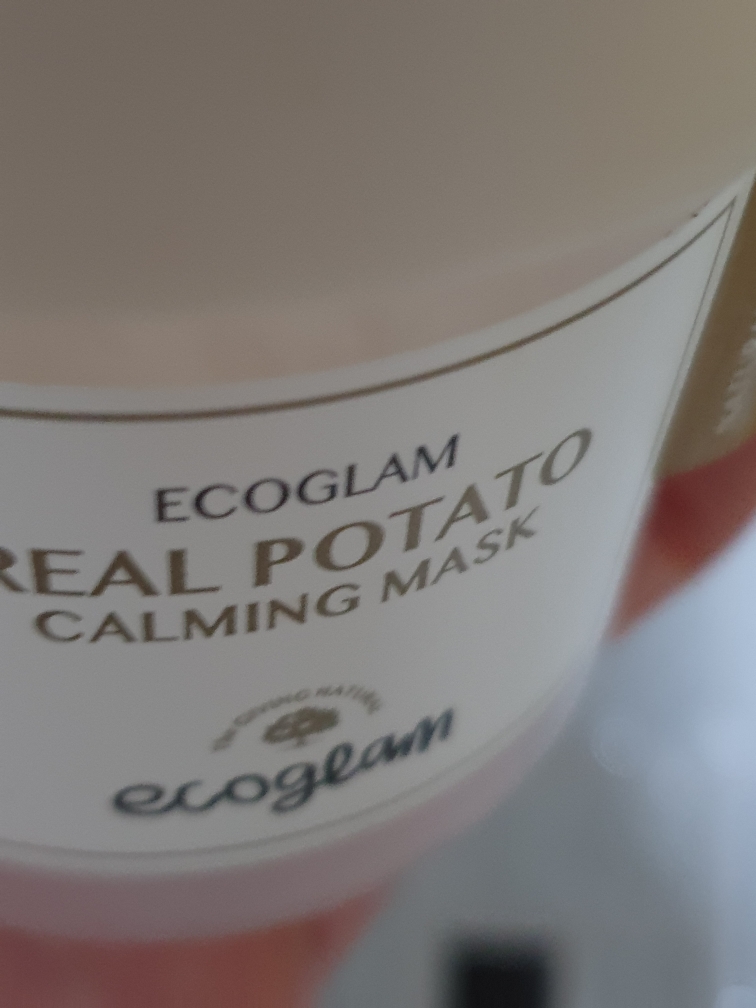 ECOGLAM
REAL POTATO
CALMING MASK
ecoglam